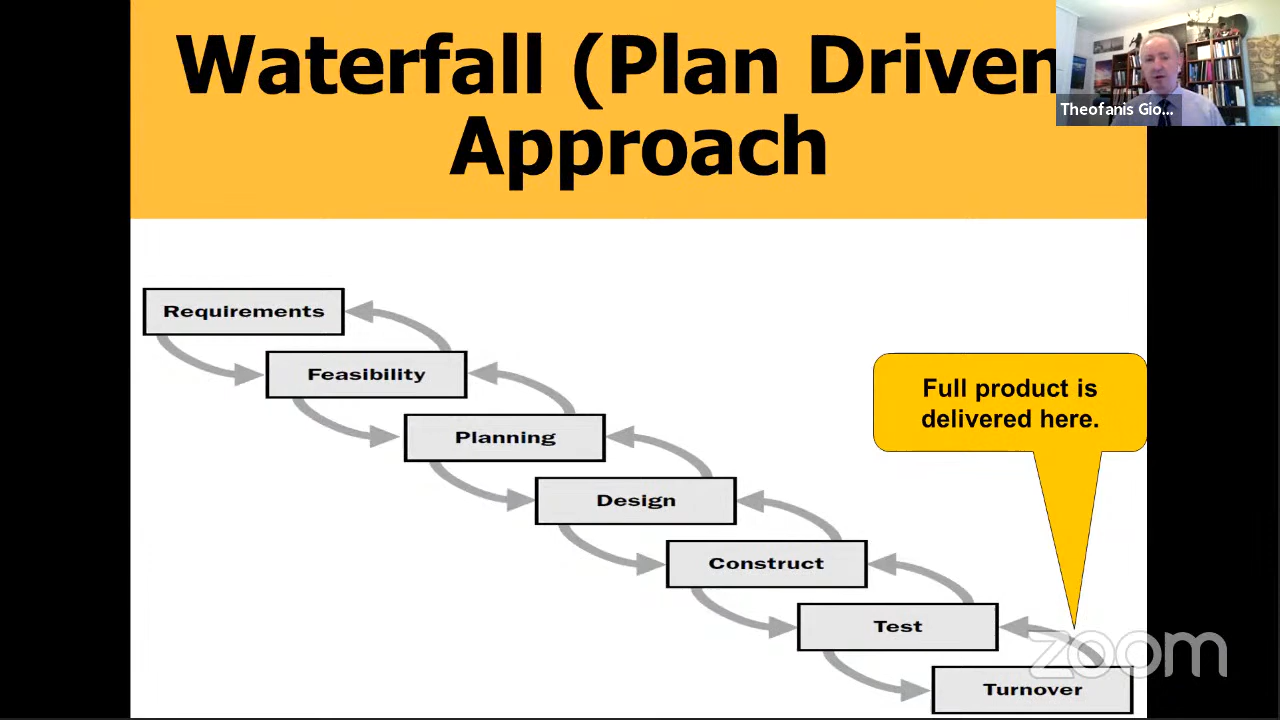 Waterfall (Plan Driven
Approach
Theofanis Gio...
Requirements
Feasibility
Full product is
delivered here.
Planning
Design
Construct
Test
zoom
Turnover